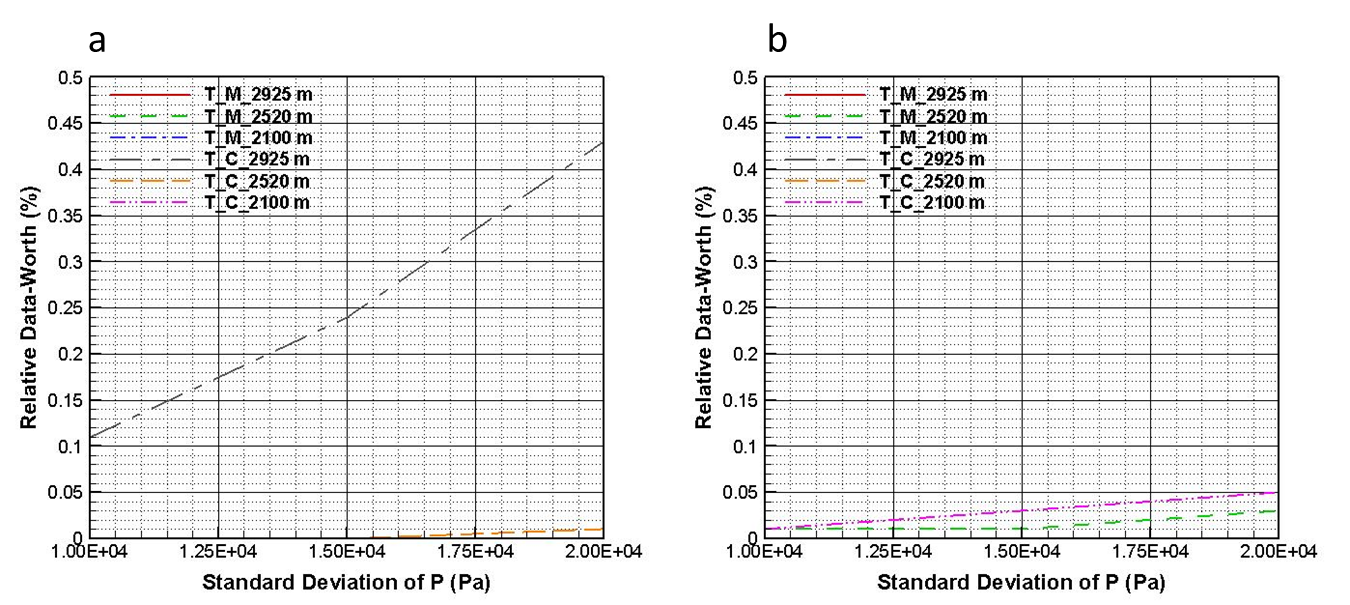 a
0.5
0.45
0.4
0.35
0.3
0.25
0.2
0.15
0.1
0.05
0
Relative Data-Worth (%)
T_M_2925 m
T_M_2520 m
T_M_2100 m
T_C_2925 m
T_C_2520 m
T_C_2100 m
1.00E+04 1.25E+04 1.50E+04 1.75E+04 2.00E+04
Standard Deviation of P (Pa)
b
0.5
0.45
0.4
0.35
0.3
0.25
0.2
0.15
0.1
0.05
0
Relative Data-Worth (%)
T_M_2925 m
T_M_2520 m
T_M_2100 m
T_C_2925 m
T_C_2520 m
T_C_2100 m
1.00E+04 1.25E+04 1.50E+04 1.75E+04 2.00E+04
Standard Deviation of P (Pa)